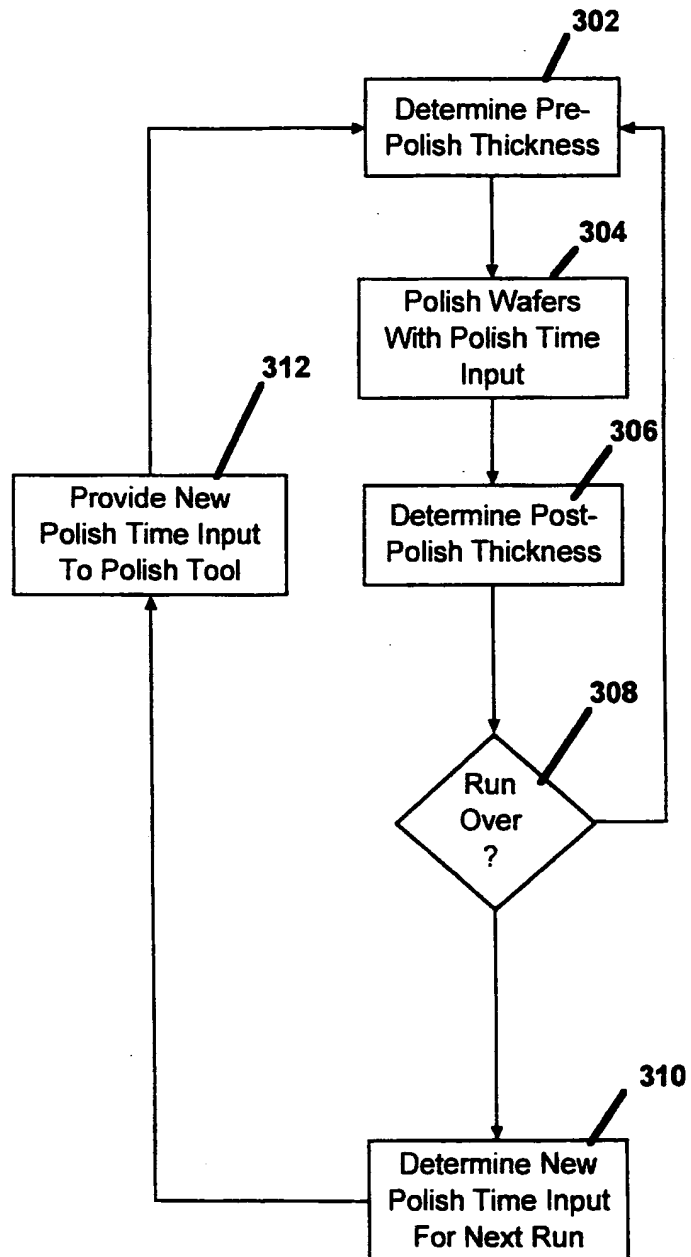 302
Determine Pre-
Polish Thickness
304
Polish Wafers
With Polish Time
Input
312
306
Provide New
Polish Time Input
To Polish Tool
Determine Post-
Polish Thickness
308
Run
Over
?
310
Determine New
Polish Time Input
For Next Run